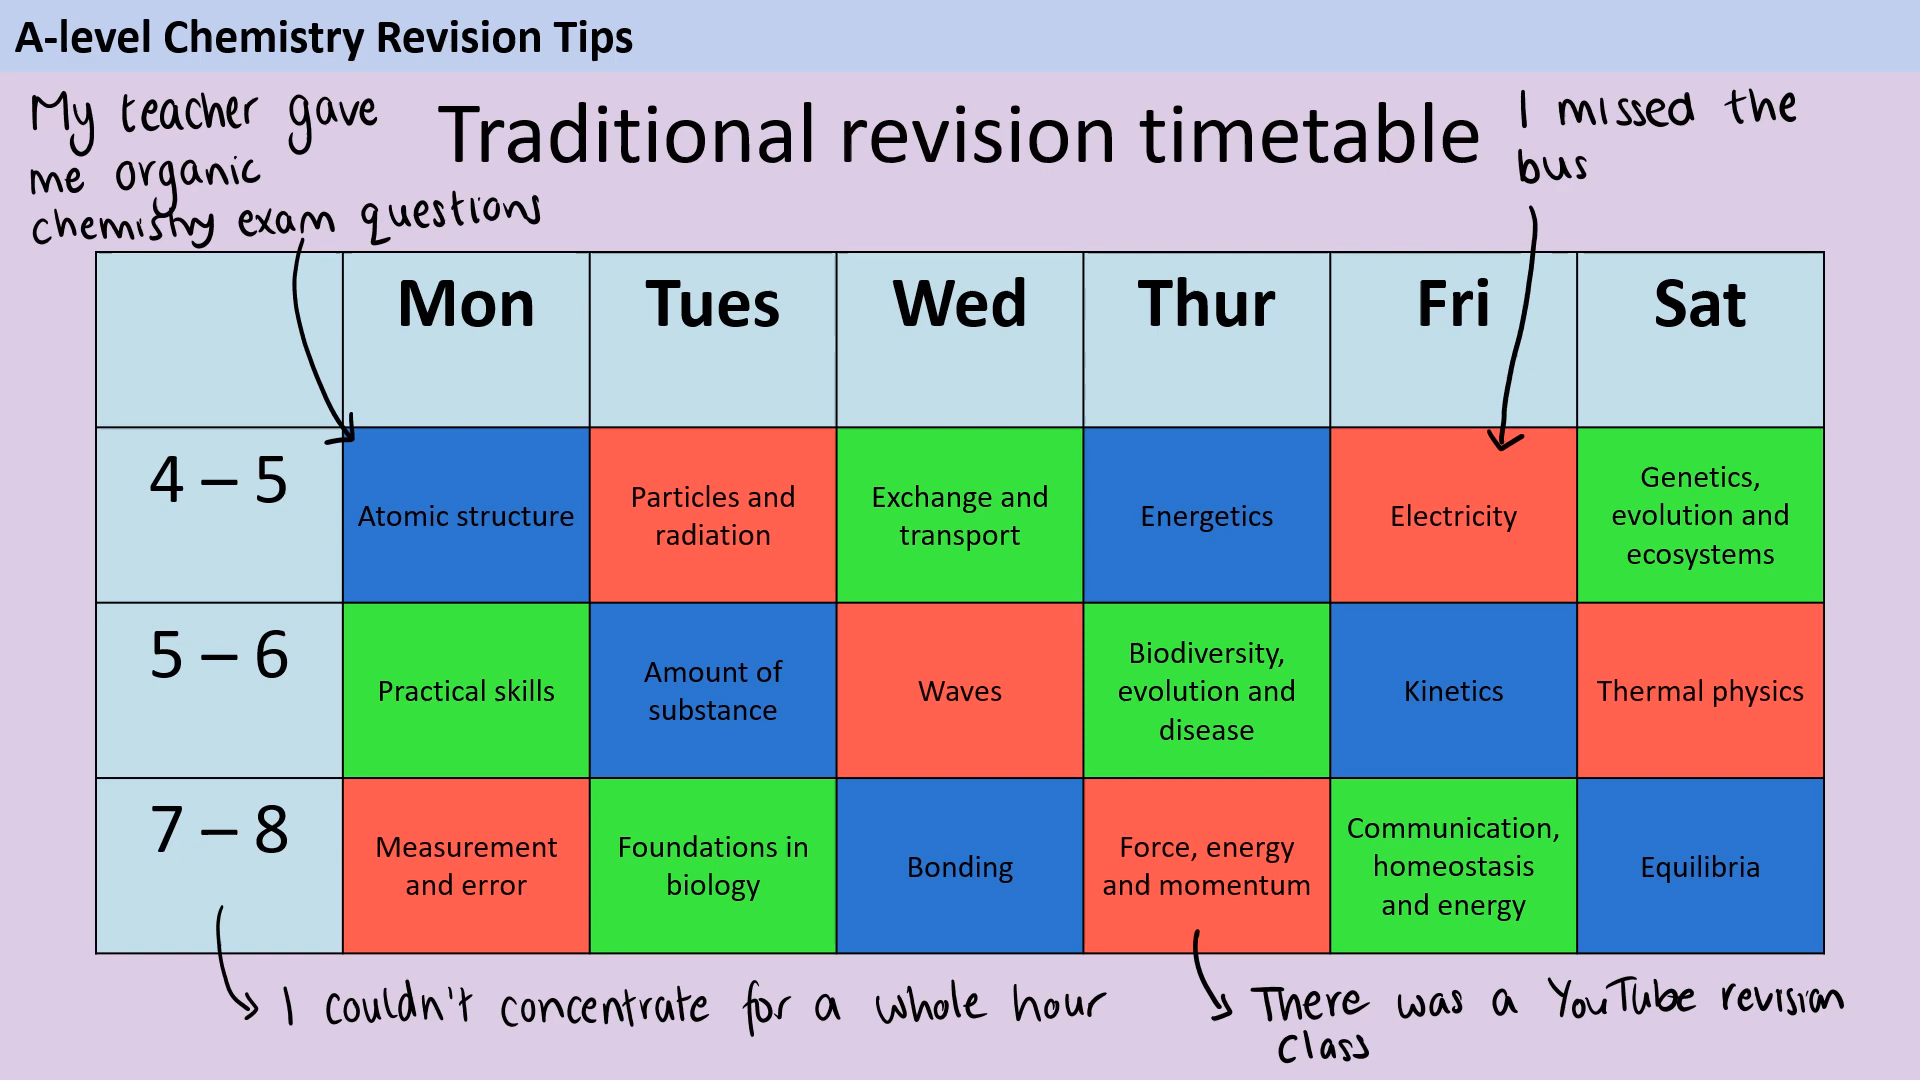 A-level Chemistry Revision Tips
My teacher gave
me organic
chemistry exam questions
Traditional revision timetable
I missed the
bus
Mon Tues Wed Thur Fri Sat
4 – 5
Atomic structure
Particles and
radiation
Exchange and
transport
Energetics
Electricity
Genetics,
evolution and
ecosystems
5 – 6
Practical skills
Amount of
substance
Waves
Biodiversity,
evolution and
disease
Kinetics
Thermal physics
7 – 8
Measurement
and error
Foundations in
biology
Bonding
Force, energy
and momentum
Communication,
homeostasis
and energy
Equilibria
I couldn't concentrate for a whole hour
There was a YouTube revision
class